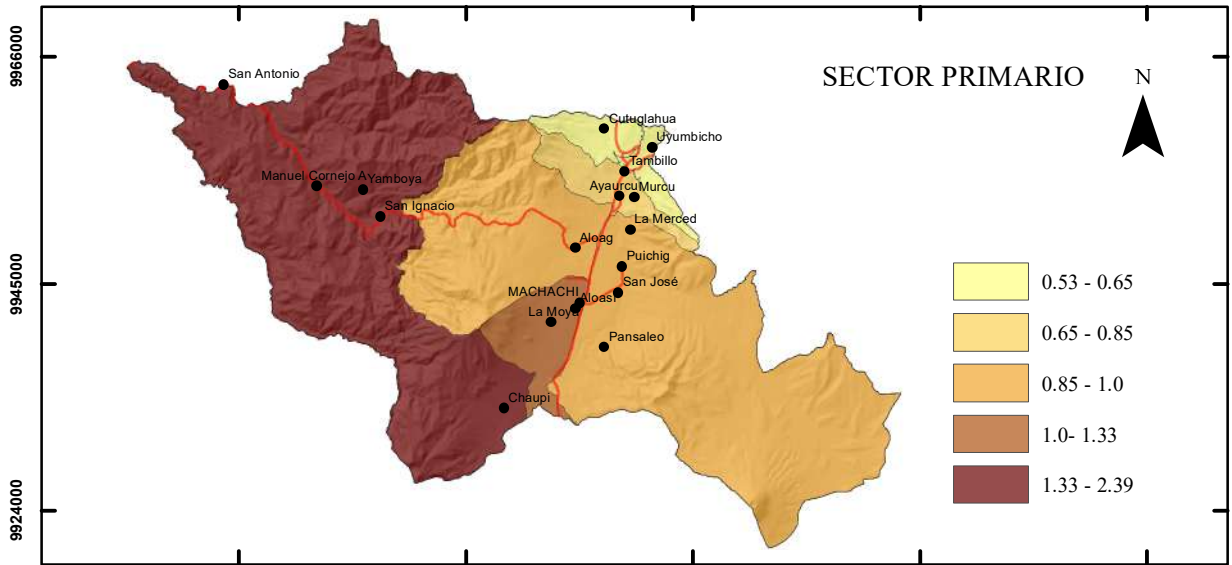 SECTOR PRIMARIO
N
9966000
9945000
9924000
San Antonio
Cutuglahua
Uyumbicho
Tambillo
Manuel Cornejo A
Yamboya
Ayaurcu
Murcu
San Ignacio
La Merced
Aloag
Puichig
San José
MACHACHI
Aloasi
La Moya
Pansaleo
Chaupi
0.53 - 0.65
0.65 - 0.85
0.85 - 1.0
1.0- 1.33
1.33 - 2.39